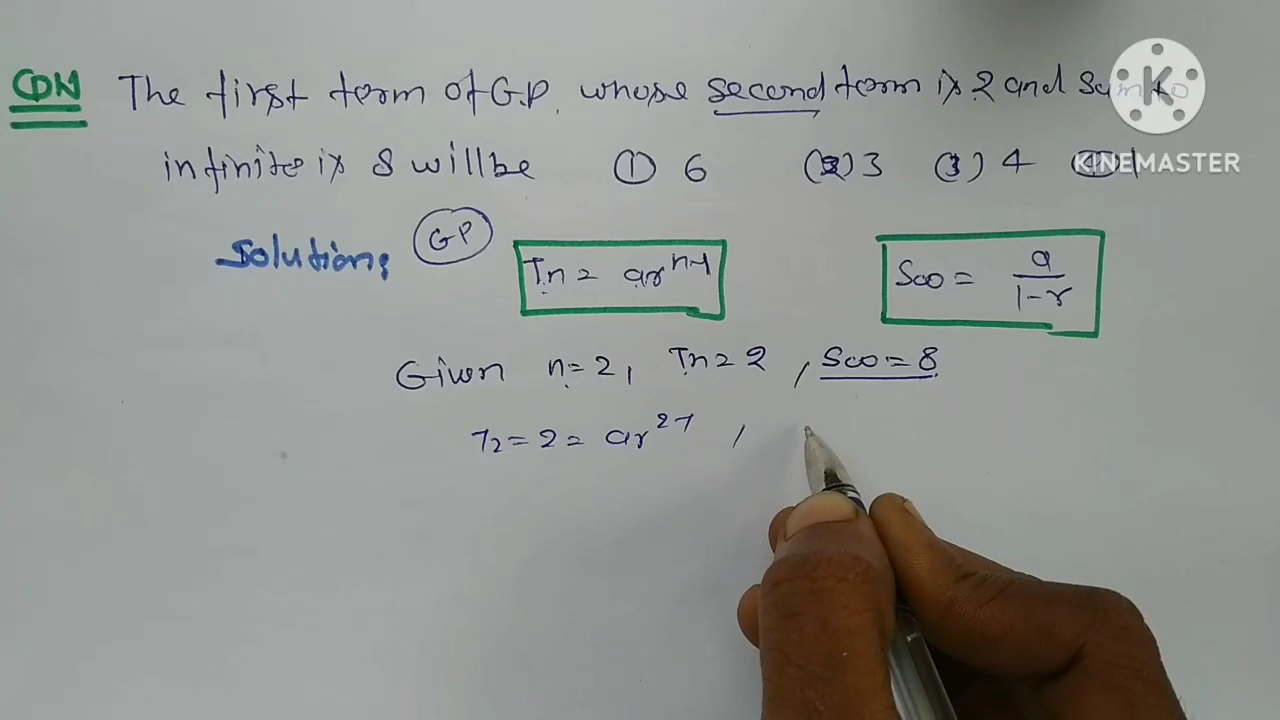 QN The first term of G.P. whose second term is 2 and Sum to
infinite is 8 will be ① 6 (2) 3 (3) 4 1
KINEMASTER
Solution; GP Tn = ar^n-1 S∞ = a/1-r
Given n=2, Tn=2, S∞=8
T2=2=ar^2-1,